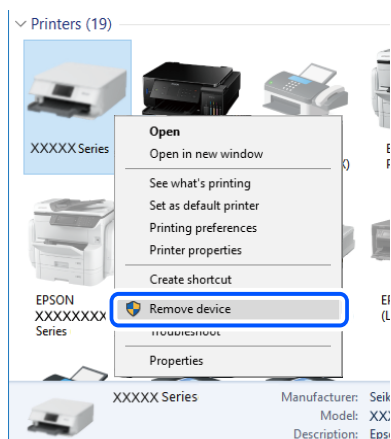 Printers (19)
XXXXX Series
Open
Open in new window
See what's printing
Set as default printer
Printing preferences
Printer properties
Create shortcut
Remove device
Troubleshoot
Properties
EPSON
XXXXXXXX
Series
XXXXX Series
Manufacturer:
Model:
Description: